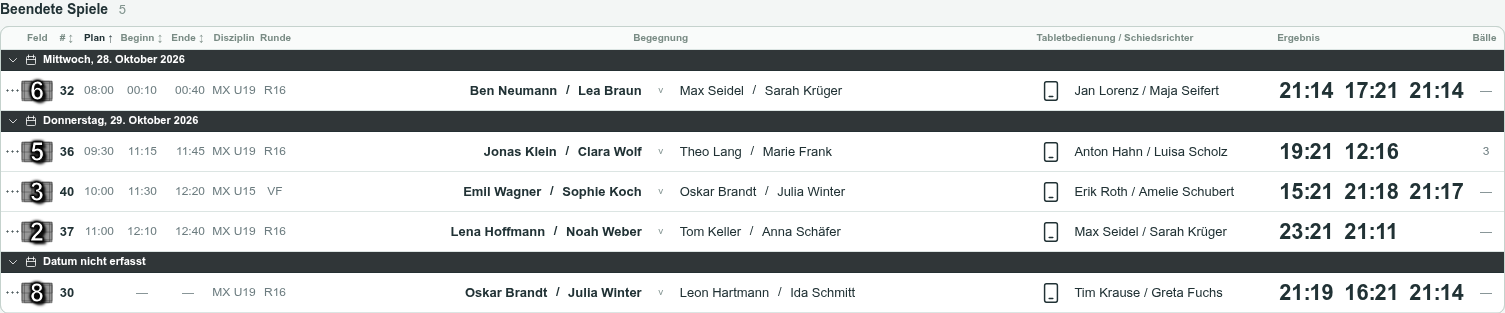 Beendete Spiele 5
Feld # ↕ Plan ↑ Beginn ↕ Ende ↕ Disziplin Runde Begegnung Tabletbedienung / Schiedsrichter Ergebnis Bälle
Mittwoch, 28. Oktober 2026
6 32 08:00 00:10 00:40 MX U19 R16 Ben Neumann / Lea Braun v Max Seidel / Sarah Krüger Jan Lorenz / Maja Seifert 21:14 17:21 21:14 —
Donnerstag, 29. Oktober 2026
5 36 09:30 11:15 11:45 MX U19 R16 Jonas Klein / Clara Wolf v Theo Lang / Marie Frank Anton Hahn / Luisa Scholz 19:21 12:16 3
3 40 10:00 11:30 12:20 MX U15 VF Emil Wagner / Sophie Koch v Oskar Brandt / Julia Winter Erik Roth / Amelie Schubert 15:21 21:18 21:17 —
2 37 11:00 12:10 12:40 MX U19 R16 Lena Hoffmann / Noah Weber v Tom Keller / Anna Schäfer Max Seidel / Sarah Krüger 23:21 21:11 —
Datum nicht erfasst
8 30 — — MX U19 R16 Oskar Brandt / Julia Winter v Leon Hartmann / Ida Schmitt Tim Krause / Greta Fuchs 21:19 16:21 21:14 —